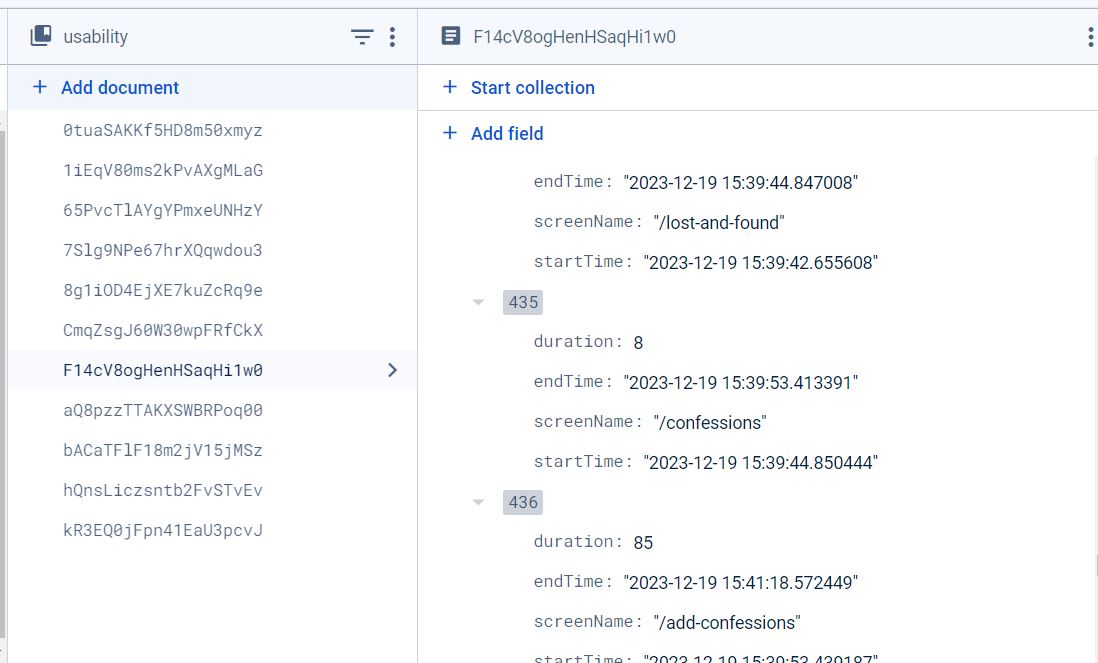 usability
Add document
0tuaSAKKf5HD8m50xmyz
1iEqV80ms2kPvAXgMLaG
65PvcTlAYgYPmxeUNHzY
7Slg9NPe67hrXQqwdou3
8g1iOD4EjXE7kuZcRq9e
CmqZsgJ60W30wpFRfCkX
F14cV8ogHenHSaqHi1w0
aQ8pzzTTAKXSWBRPoq00
bACaTFlF18m2jV15jMSz
hQnsLiczsntb2FvSTvEv
kR3EQ0jFpn41EaU3pcvJ
F14cV8ogHenHSaqHi1w0
Start collection
Add field
endTime: "2023-12-19 15:39:44.847008"
screenName: "/lost-and-found"
startTime: "2023-12-19 15:39:42.655608"
435
duration: 8
endTime: "2023-12-19 15:39:53.413391"
screenName: "/confessions"
startTime: "2023-12-19 15:39:44.850444"
436
duration: 85
endTime: "2023-12-19 15:41:18.572449"
screenName: "/add-confessions"
startTime: "2023-12-19 15:39:53.439187"